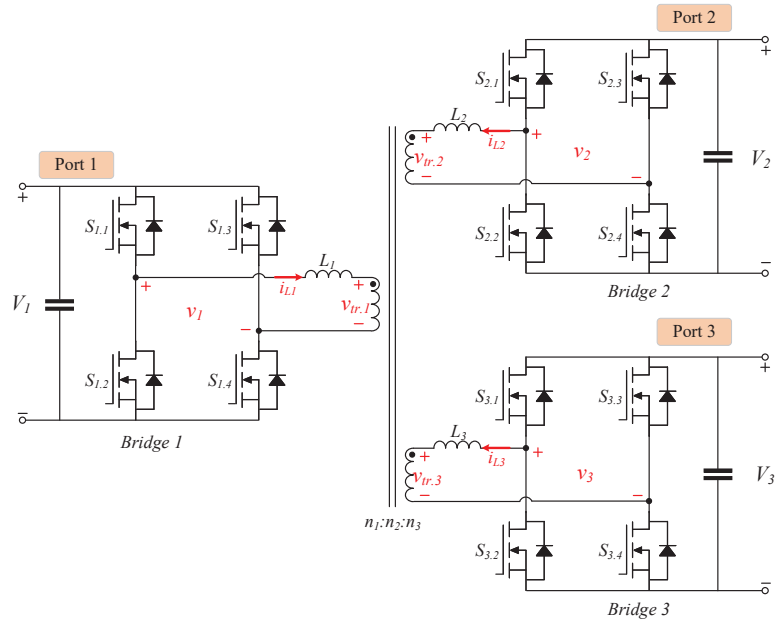 Port 1
+
S1.1
S1.3
V1
+
v1
−
iL1
L1
+
vtr.1
−
S1.2
S1.4
−
Bridge 1
n1:n2:n3
Port 2
+
S2.1
S2.3
L2
+
vtr.2
−
iL2
+
v2
−
V2
S2.2
S2.4
−
Bridge 2
Port 3
+
S3.1
S3.3
L3
+
vtr.3
−
iL3
+
v3
−
V3
S3.2
S3.4
−
Bridge 3